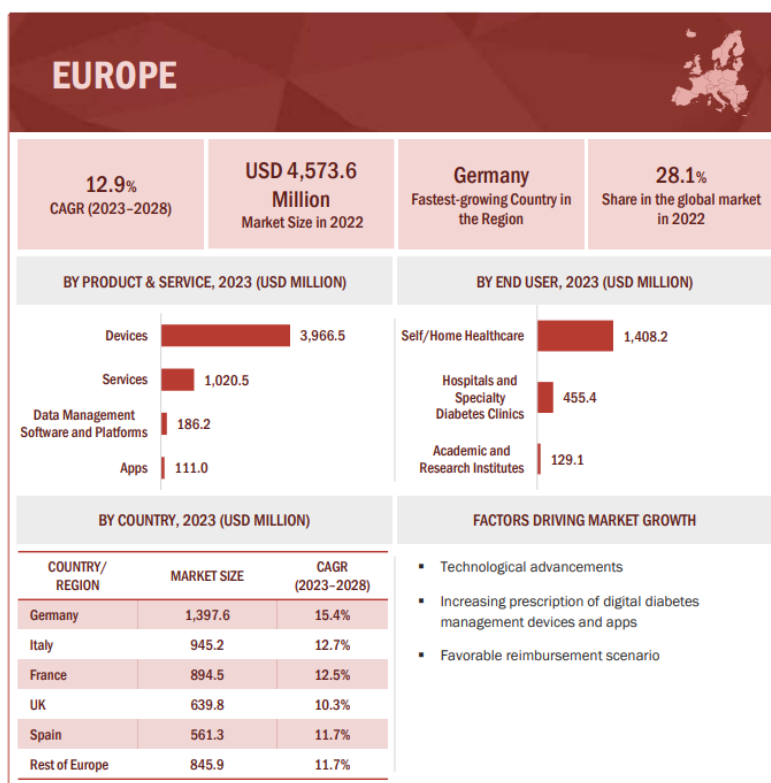 EUROPE
12.9%
CAGR (2023–2028)
USD 4,573.6
Million
Market Size in 2022
Germany
Fastest-growing Country in
the Region
28.1%
Share in the global market
in 2022
BY PRODUCT & SERVICE, 2023 (USD MILLION)
Devices 3,966.5
Services 1,020.5
Data Management
Software and Platforms 186.2
Apps 111.0
BY END USER, 2023 (USD MILLION)
Self/Home Healthcare 1,408.2
Hospitals and
Specialty
Diabetes Clinics 455.4
Academic and
Research Institutes 129.1
BY COUNTRY, 2023 (USD MILLION)
COUNTRY/
REGION MARKET SIZE CAGR
(2023–2028)
Germany 1,397.6 15.4%
Italy 945.2 12.7%
France 894.5 12.5%
UK 639.8 10.3%
Spain 561.3 11.7%
Rest of Europe 845.9 11.7%
FACTORS DRIVING MARKET GROWTH
▪ Technological advancements
▪ Increasing prescription of digital diabetes
management devices and apps
▪ Favorable reimbursement scenario